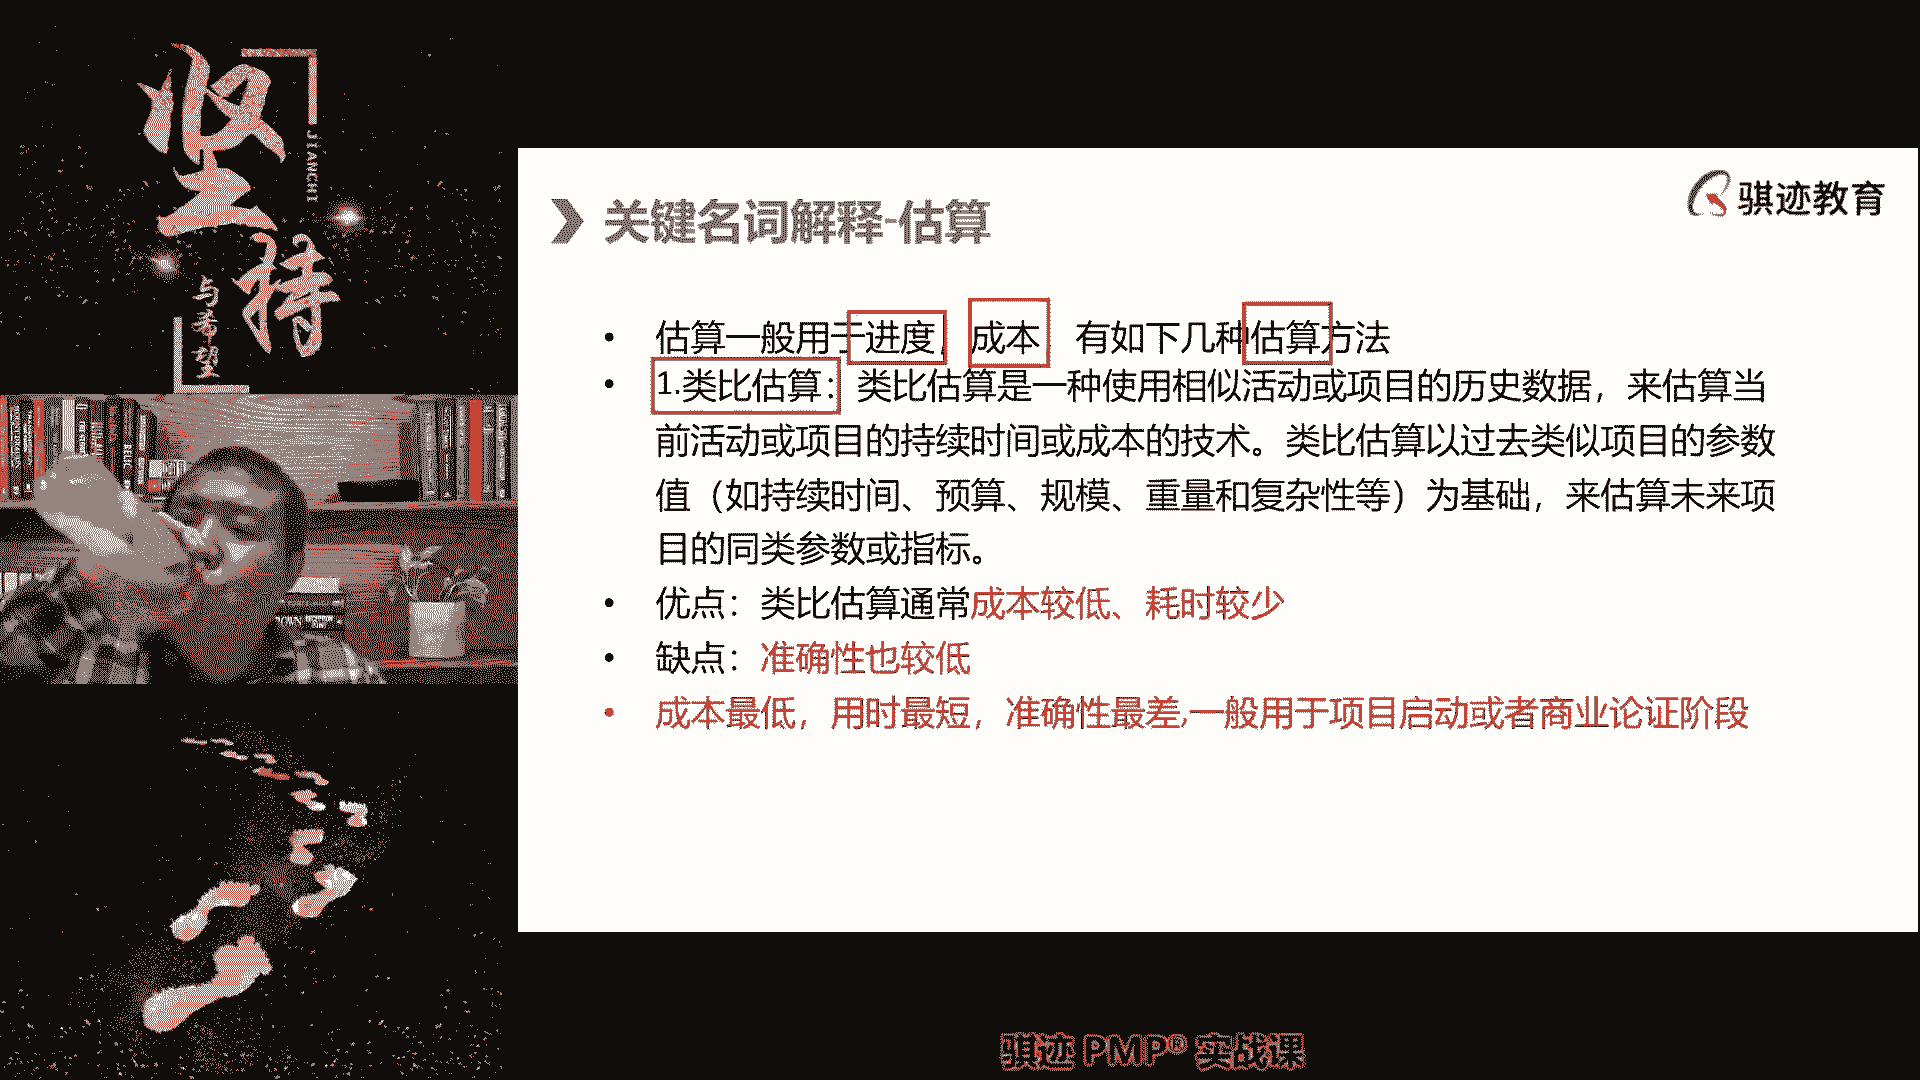 坚持
JIANCHI
与希望
骐迹教育
关键名词解释-估算
• 估算一般用于进度, 成本 有如下几种估算方法
• 1.类比估算：类比估算是一种使用相似活动或项目的历史数据，来估算当
前活动或项目的持续时间或成本的技术。类比估算以过去类似项目的参数
值（如持续时间、预算、规模、重量和复杂性等）为基础，来估算未来项
目的同类参数或指标。
• 优点：类比估算通常成本较低、耗时较少
• 缺点：准确性也较低
• 成本最低，用时最短，准确性最差,一般用于项目启动或者商业论证阶段
骐迹 PMP® 实战课